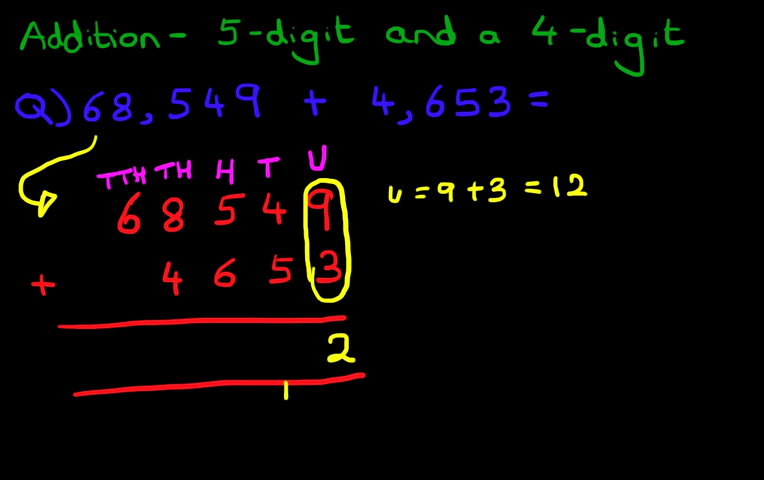 Addition - 5-digit and a 4-digit
Q) 68,549 + 4,653 =
TTH TH H T U
6 8 5 4 9
U = 9 + 3 = 12
+ 4 6 5 3
2
1